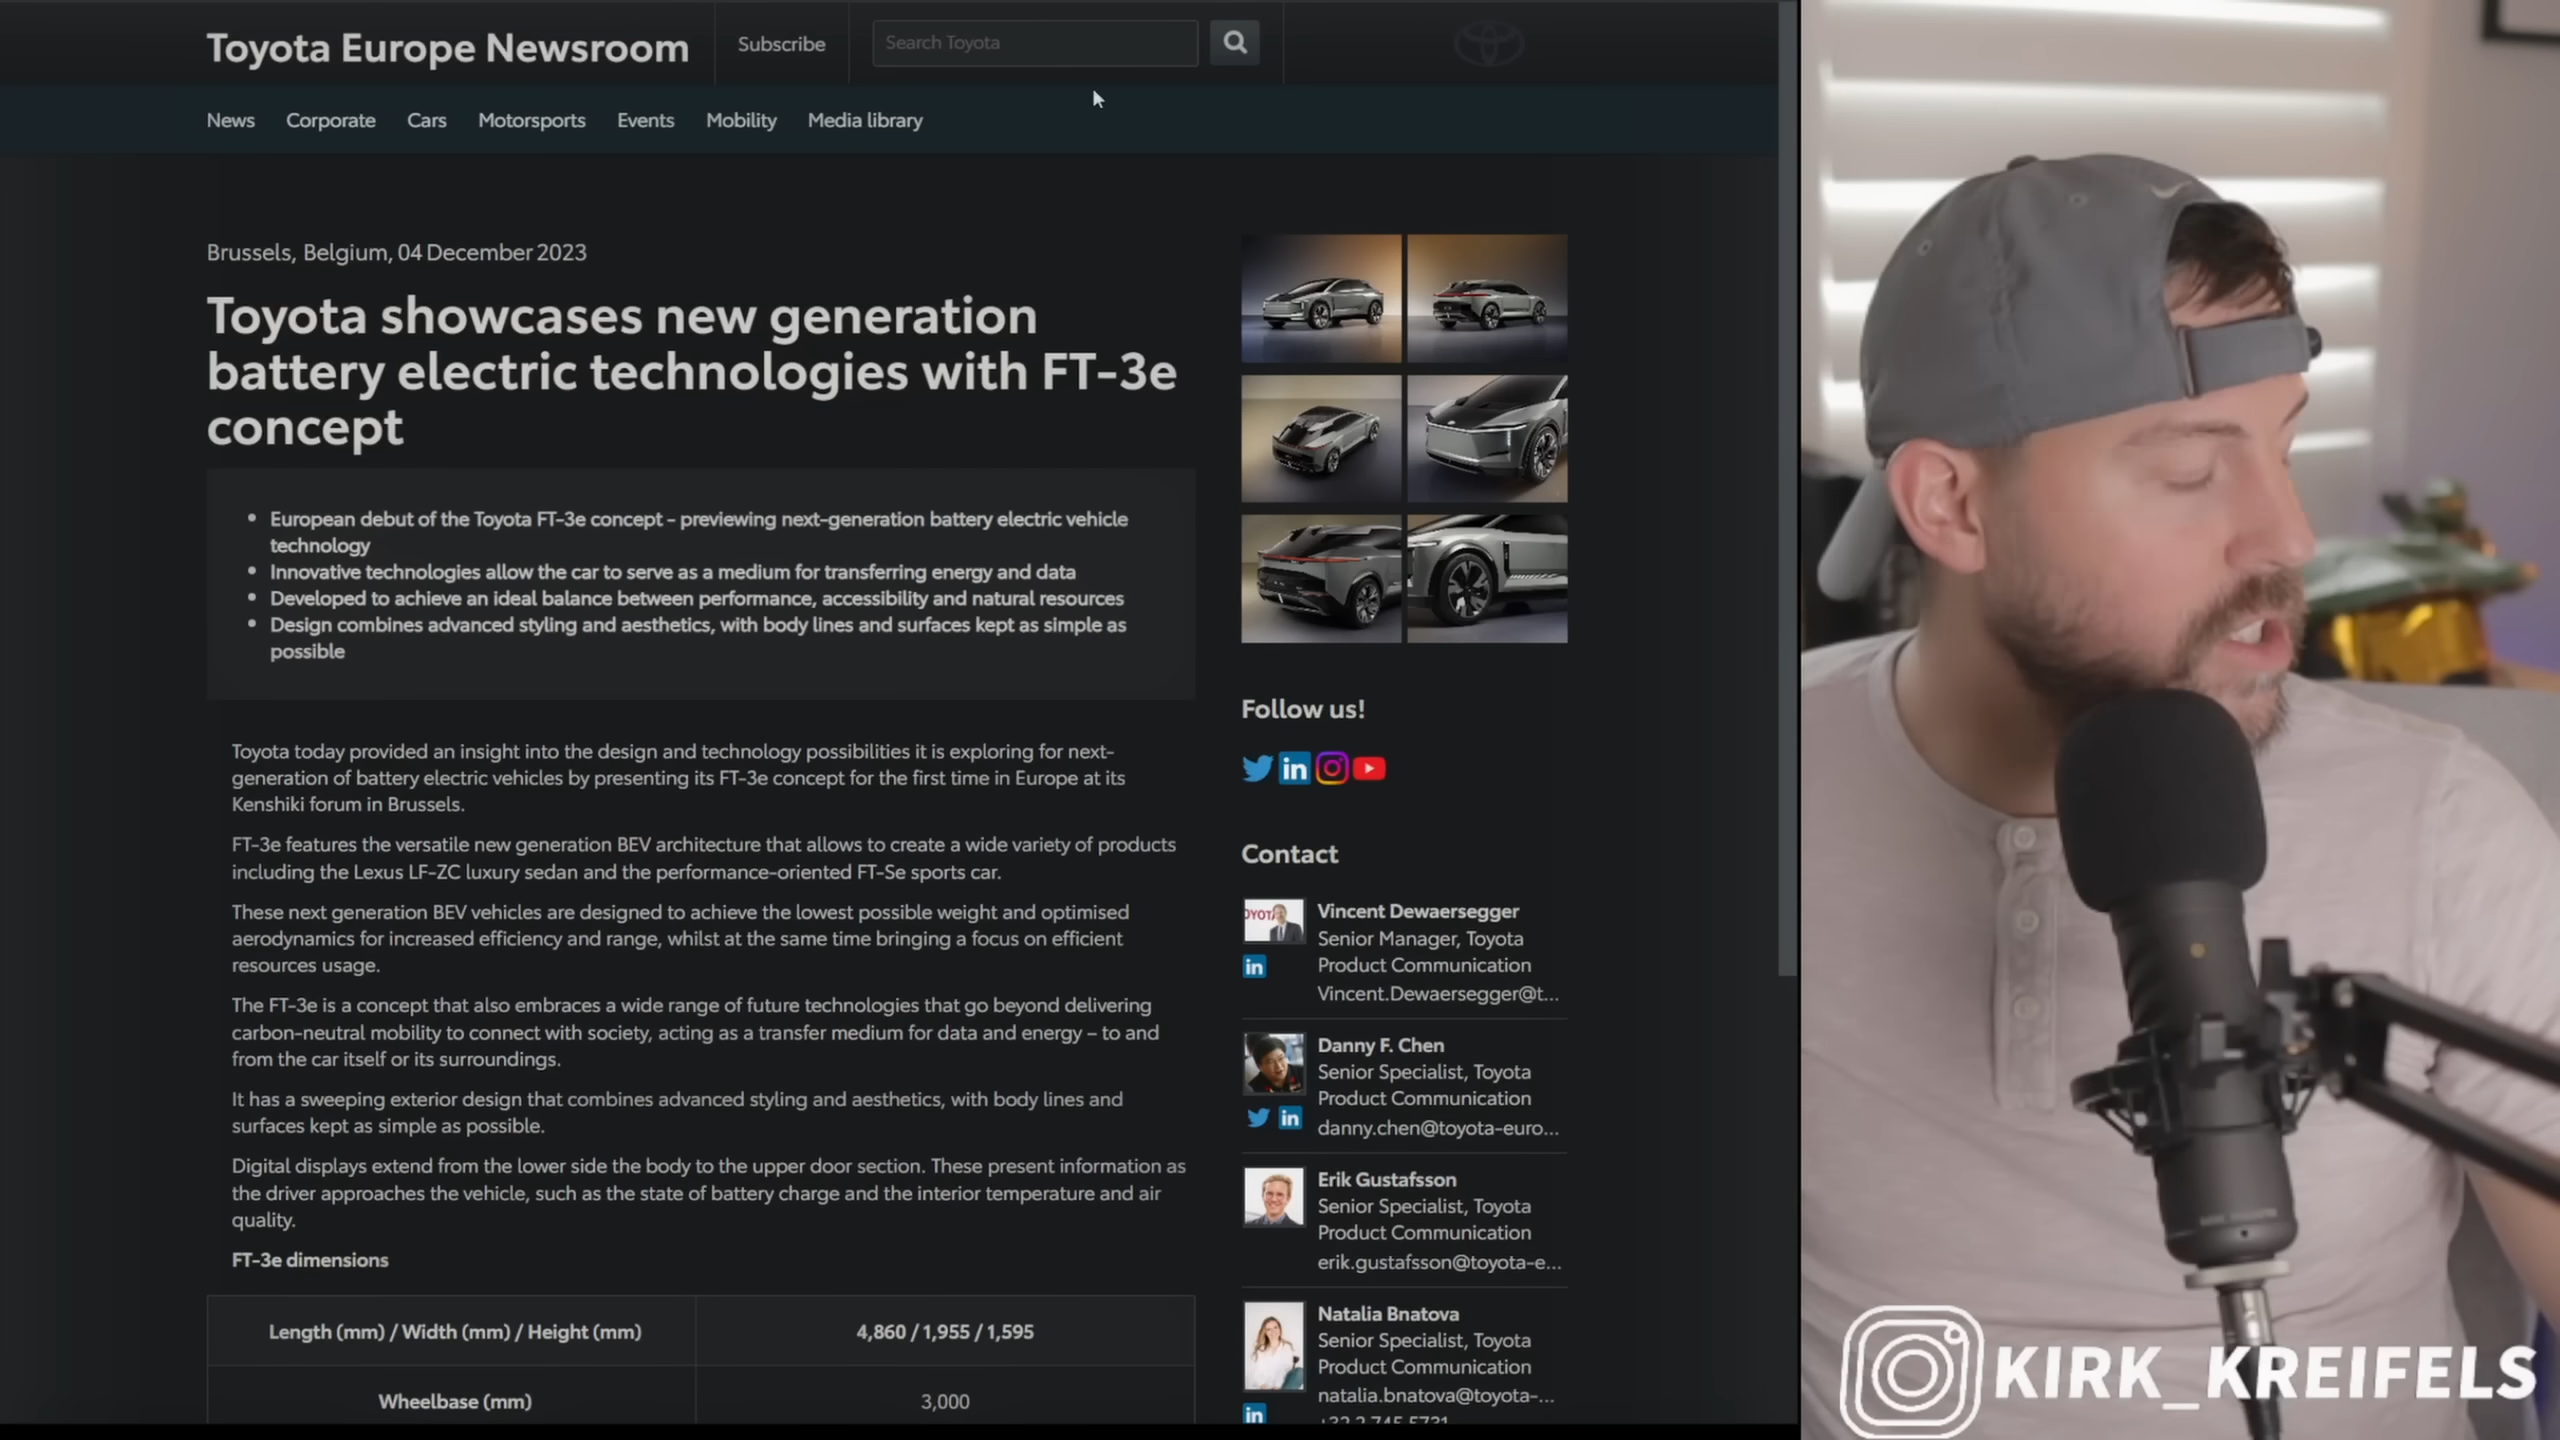 Toyota Europe Newsroom
Subscribe
Search Toyota
News
Corporate
Cars
Motorsports
Events
Mobility
Media library
Brussels, Belgium, 04 December 2023
Toyota showcases new generation
battery electric technologies with FT-3e
concept
• European debut of the Toyota FT-3e concept - previewing next-generation battery electric vehicle
technology
• Innovative technologies allow the car to serve as a medium for transferring energy and data
• Developed to achieve an ideal balance between performance, accessibility and natural resources
• Design combines advanced styling and aesthetics, with body lines and surfaces kept as simple as
possible
Toyota today provided an insight into the design and technology possibilities it is exploring for next-
generation of battery electric vehicles by presenting its FT-3e concept for the first time in Europe at its
Kenshiki forum in Brussels.
FT-3e features the versatile new generation BEV architecture that allows to create a wide variety of products
including the Lexus LF-ZC luxury sedan and the performance-oriented FT-Se sports car.
These next generation BEV vehicles are designed to achieve the lowest possible weight and optimised
aerodynamics for increased efficiency and range, whilst at the same time bringing a focus on efficient
resources usage.
The FT-3e is a concept that also embraces a wide range of future technologies that go beyond delivering
carbon-neutral mobility to connect with society, acting as a transfer medium for data and energy – to and
from the car itself or its surroundings.
It has a sweeping exterior design that combines advanced styling and aesthetics, with body lines and
surfaces kept as simple as possible.
Digital displays extend from the lower side the body to the upper door section. These present information as
the driver approaches the vehicle, such as the state of battery charge and the interior temperature and air
quality.
FT-3e dimensions
Length (mm) / Width (mm) / Height (mm)
4,860 / 1,955 / 1,595
Wheelbase (mm)
3,000
Follow us!
in
Contact
OYOTA
Vincent Dewaersegger
Senior Manager, Toyota
Product Communication
Vincent.Dewaersegger@t...
in
Danny F. Chen
Senior Specialist, Toyota
Product Communication
danny.chen@toyota-euro...
in
Erik Gustafsson
Senior Specialist, Toyota
Product Communication
erik.gustafsson@toyota-e...
Natalia Bnatova
Senior Specialist, Toyota
Product Communication
natalia.bnatova@toyota-...
+32 2 745 5731
in
KIRK_KREIFELS